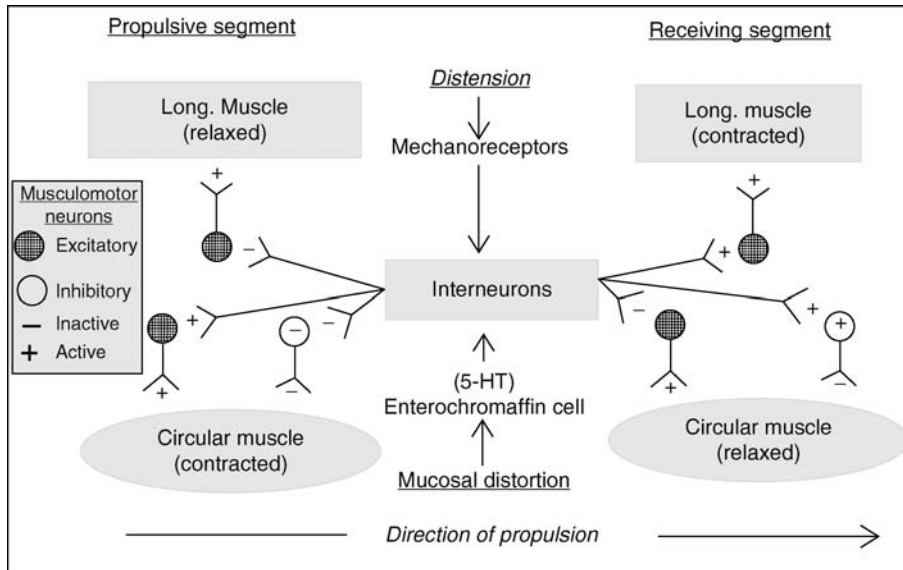 Propulsive segment
Receiving segment
Distension
Long. Muscle
(relaxed)
Long. muscle
(contracted)
Mechanoreceptors
+
+
Musculomotor
neurons
Excitatory
Inhibitory
– Inactive
+ Active
–
+
Interneurons
+
–
–
–
+
–
+
+
–
+
–
(5-HT)
Enterochromaffin cell
Circular muscle
(contracted)
Circular muscle
(relaxed)
Mucosal distortion
Direction of propulsion